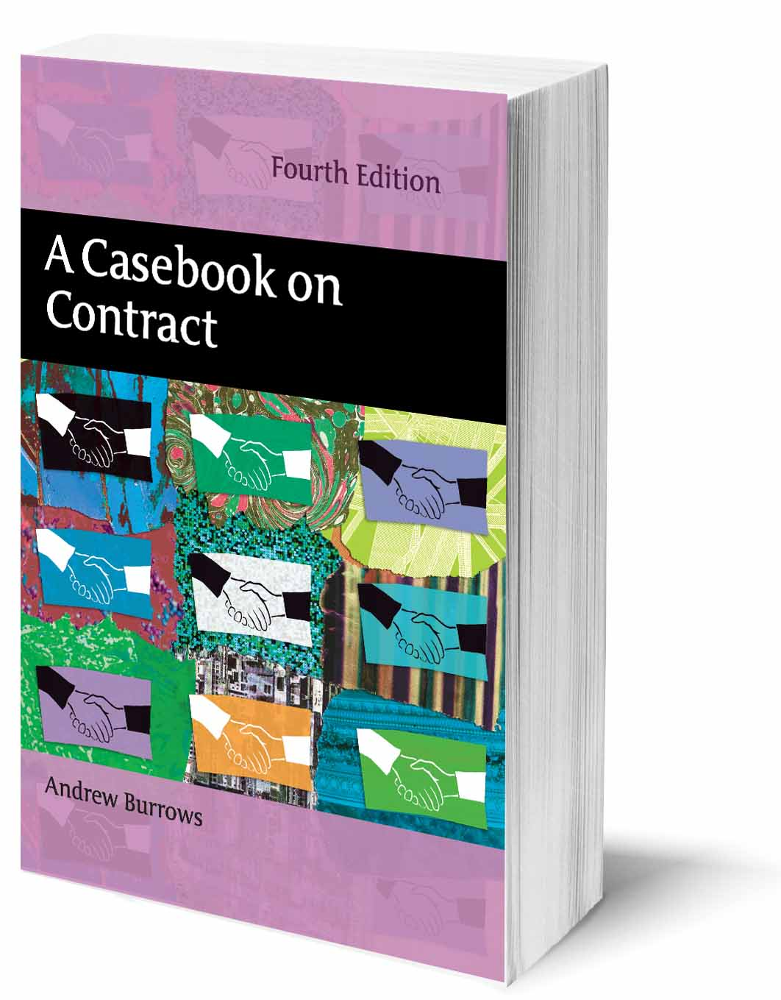 Fourth Edition
A Casebook on
Contract
Andrew Burrows